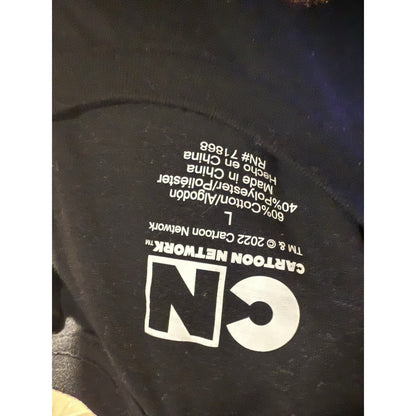 CN
CARTOON NETWORK™
TM & © 2022 Cartoon Network
L
60%Cotton/Algodón
40%Polyester/Poliéster
Made in China
Hecho en China
RN# 71868